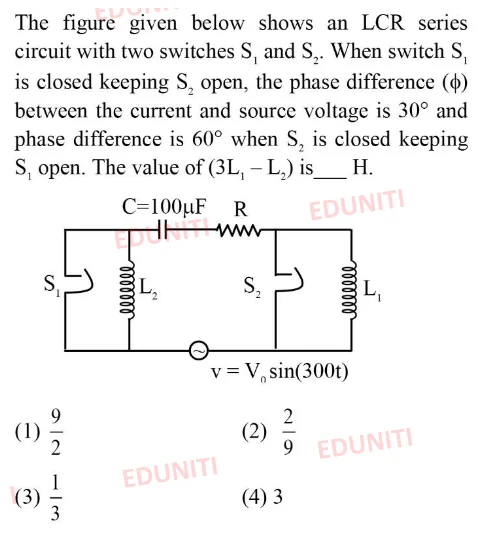 EDUNITI
The figure given below shows an LCR series
circuit with two switches S₁ and S₂. When switch S₁
is closed keeping S₂ open, the phase difference (ϕ)
between the current and source voltage is 30° and
phase difference is 60° when S₂ is closed keeping
S₁ open. The value of (3L₁ – L₂) is___ H.
C=100μF R
EDUNITI
EDUNITI
S₁ L₂ S₂ L₁
v = V₀ sin(300t)
(1) 9/2 (2) 2/9
EDUNITI
EDUNITI
(3) 1/3 (4) 3